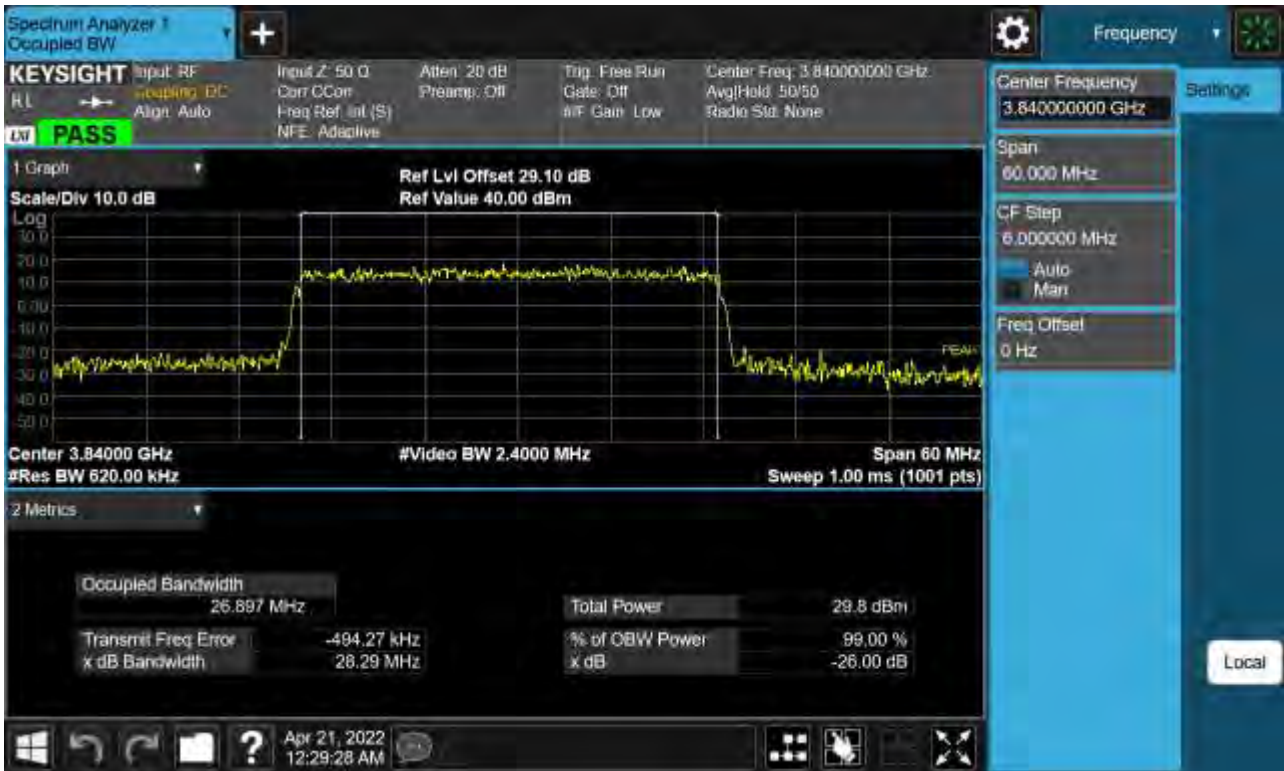 Spectrum Analyzer 1
Occupied BW
Frequency
KEYSIGHT
RL
PASS
Input: RF
Coupling: DC
Align: Auto
Input Z: 50 Ω
Corr CCorr
Freq Ref: Int (S)
NFE: Adaptive
Atten: 20 dB
Preamp: Off
Trig: Free Run
Gate: Off
#IF Gain: Low
Center Freq: 3.840000000 GHz
Avg|Hold: 50/50
Radio Std: None
Center Frequency
3.840000000 GHz
Settings
Span
60.000 MHz
CF Step
6.000000 MHz
Auto
Man
Freq Offset
0 Hz
1 Graph
Scale/Div 10.0 dB
Ref Lvl Offset 29.10 dB
Ref Value 40.00 dBm
Log
30.0
20.0
10.0
0.00
-10.0
-20.0
-30.0
-40.0
-50.0
PEAK
Center 3.84000 GHz
#Video BW 2.4000 MHz
Span 60 MHz
#Res BW 620.00 kHz
Sweep 1.00 ms (1001 pts)
2 Metrics
Occupied Bandwidth
26.897 MHz
Total Power 29.8 dBm
Transmit Freq Error -494.27 kHz
% of OBW Power 99.00 %
x dB Bandwidth 28.29 MHz
x dB -26.00 dB
Local
?
Apr 21, 2022
12:29:28 AM